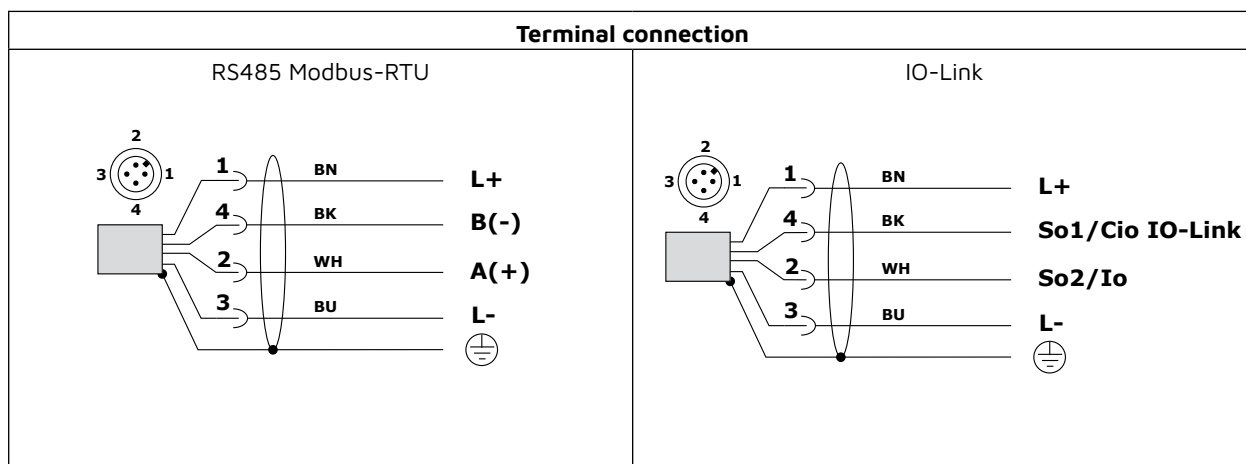 Terminal connection
RS485 Modbus-RTU
2
3 1
4
1 BN L+
4 BK B(-)
2 WH A(+)
3 BU L-
IO-Link
2
3 1
4
1 BN L+
4 BK So1/Cio IO-Link
2 WH So2/Io
3 BU L-